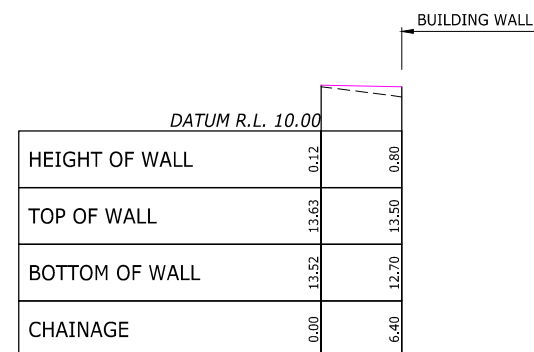 BUILDING WALL
DATUM R.L. 10.00
HEIGHT OF WALL 0.12 0.80
TOP OF WALL 13.63 13.50
BOTTOM OF WALL 13.52 12.70
CHAINAGE 0.00 6.40